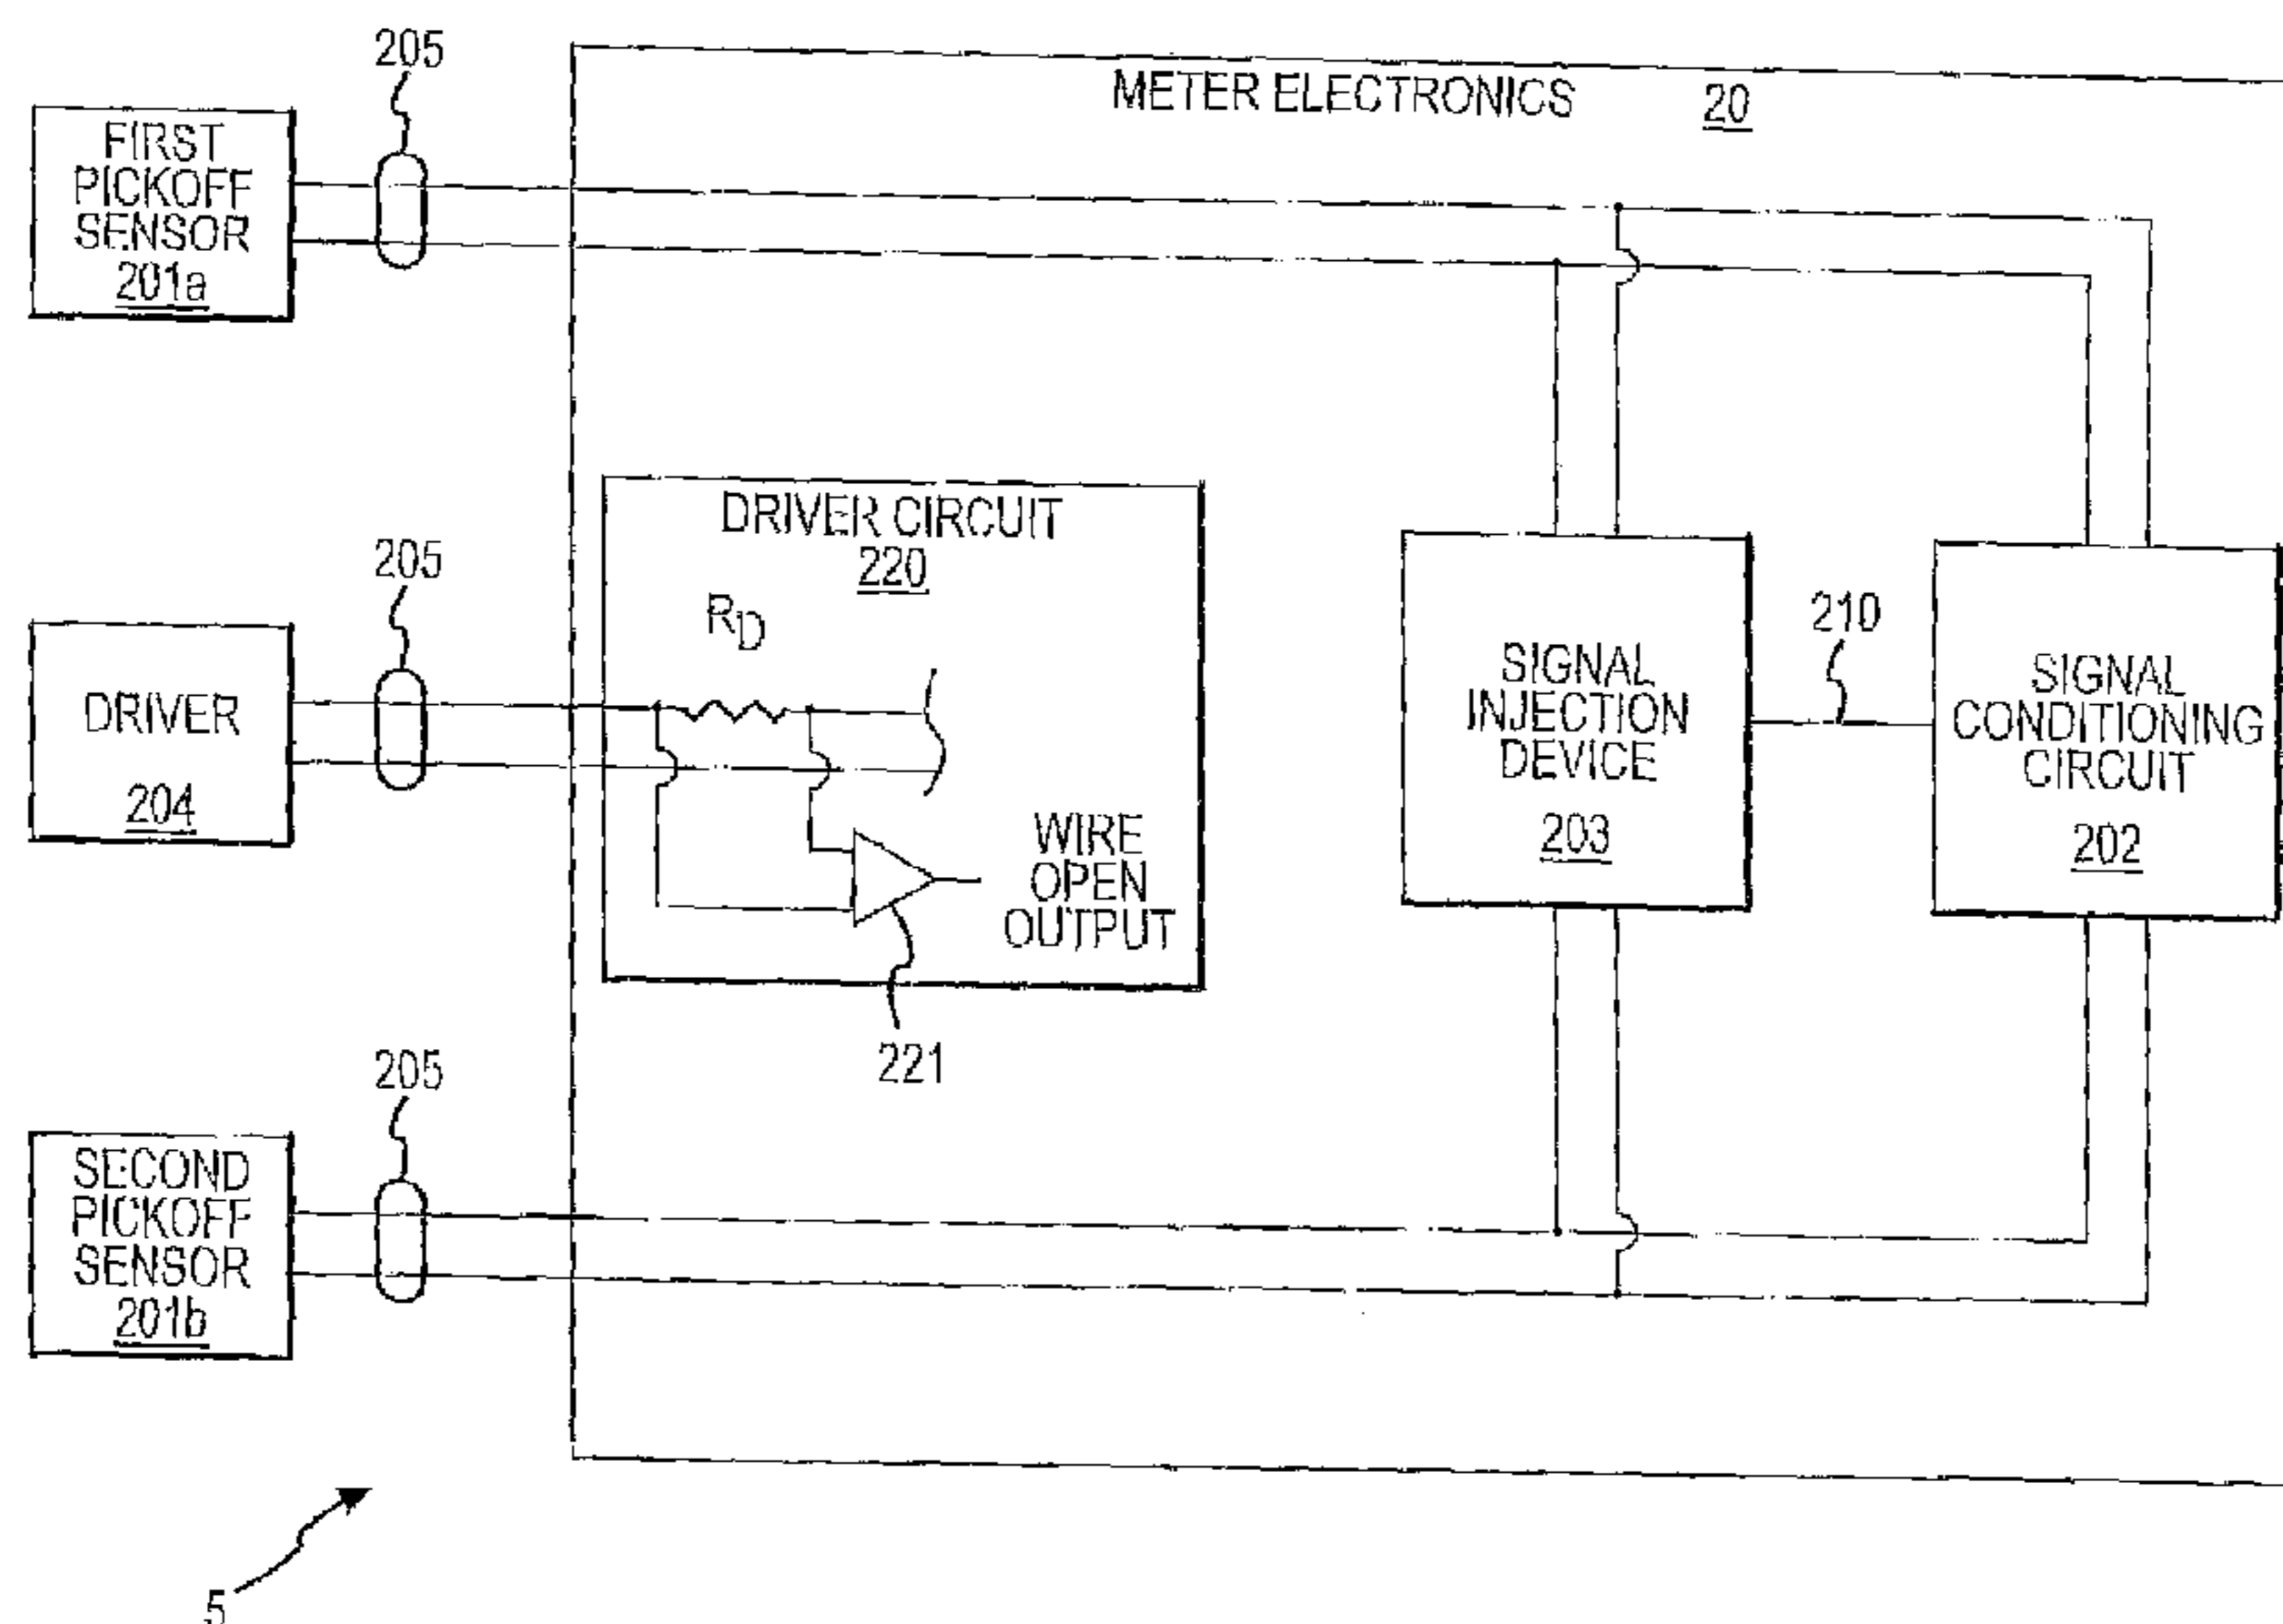 205
METER ELECTRONICS 20
FIRST
PICKOFF
SENSOR
201a
205
DRIVER
204
DRIVER CIRCUIT
220
RD
WIRE
OPEN
OUTPUT
221
SIGNAL
INJECTION
DEVICE
203
210
SIGNAL
CONDITIONING
CIRCUIT
202
205
SECOND
PICKOFF
SENSOR
201b
5